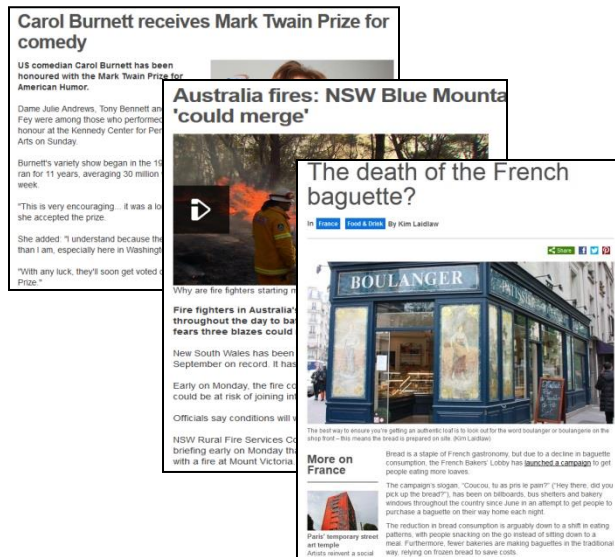 Carol Burnett receives Mark Twain Prize for
comedy
US comedian Carol Burnett has been
honoured with the Mark Twain Prize for
American Humor.
Dame Julie Andrews, Tony Bennett
Fey were among those who performed
honour at the Kennedy Center for
Arts on Sunday.
Burnett's variety show began in the
ran for 11 years, averaging 30 million
week.
"This is very encouraging... it was a
she accepted the prize.
She added: "I understand because
than I am, especially here in
"With any luck, they'll soon get voted
Prize."
Australia fires: NSW Blue
'could merge'
Why are fire fighters starting
Fire fighters in Australia's
throughout the day to
fears three blazes could
New South Wales has been
September on record. It has
Early on Monday, the fire
could be at risk of joining
Officials say conditions will
NSW Rural Fire Services
briefing early on Monday
with a fire at Mount Victoria.
The death of the French
baguette?
In France Food & Drink By Kim Laidlaw
Share
BOULANGER
The best way to ensure you're getting an authentic loaf is to look out for the word boulanger or boulangerie on the
shop front – this means the bread is prepared on site. (Kim Laidlaw)
More on
France
Paris' temporary street
art temple
Artists reinvent a social
Bread is a staple of French gastronomy, but due to a decline in baguette
consumption, the French Bakers' Lobby has launched a campaign to get
people eating more loaves.
The campaign's slogan, "Coucou, tu as pris le pain?" ("Hey there, did you
pick up the bread?"), has been on billboards, bus shelters and bakery
windows throughout the country since June in an attempt to get people to
purchase a baguette on their way home each night.
The reduction in bread consumption is arguably down to a shift in eating
patterns, with people snacking on the go instead of sitting down to a
meal. Furthermore, fewer bakeries are making baguettes in the traditional
way, relying on frozen bread to save costs.